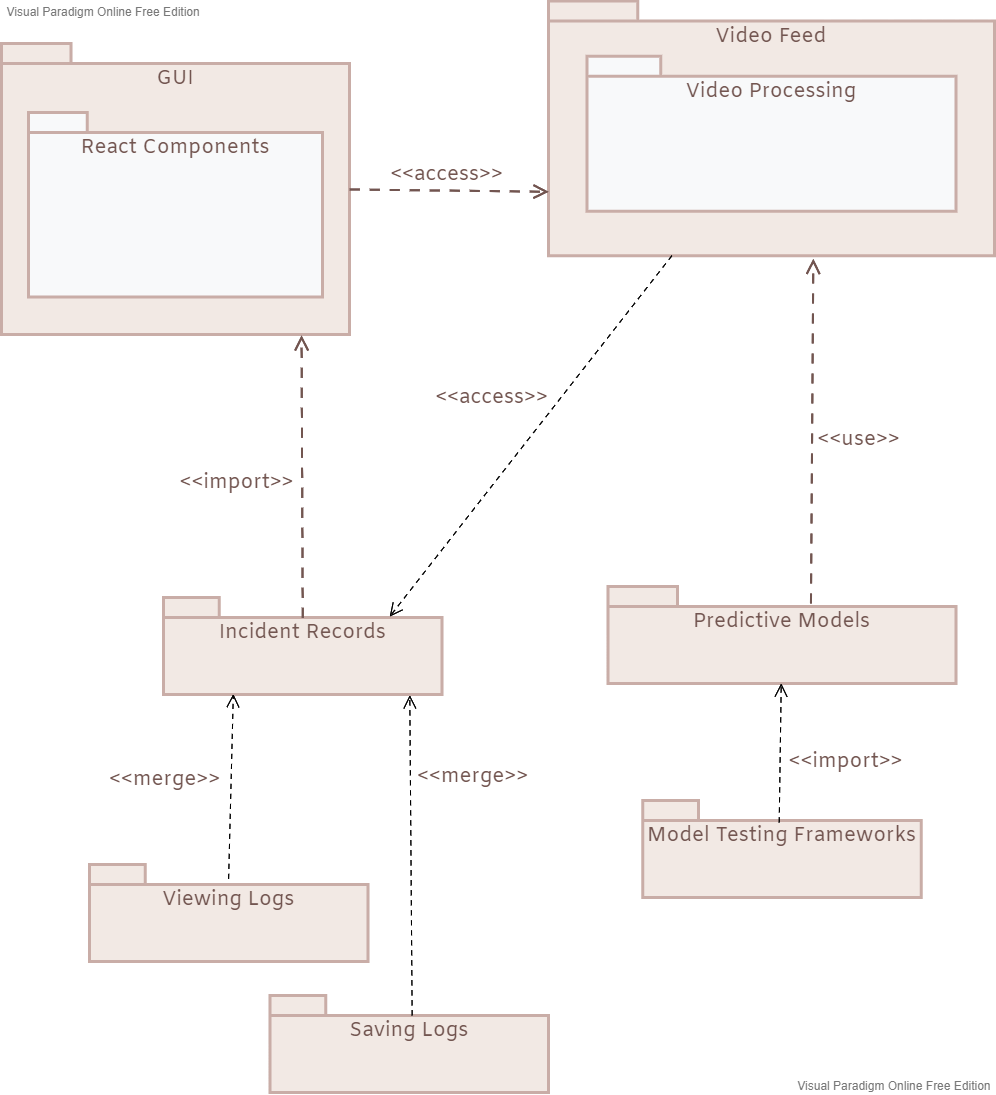 Visual Paradigm Online Free Edition
Video Feed
GUI
Video Processing
React Components
<<access>>
<<access>>
<<use>>
<<import>>
Incident Records
Predictive Models
<<merge>>
<<merge>>
<<import>>
Model Testing Frameworks
Viewing Logs
Saving Logs
Visual Paradigm Online Free Edition